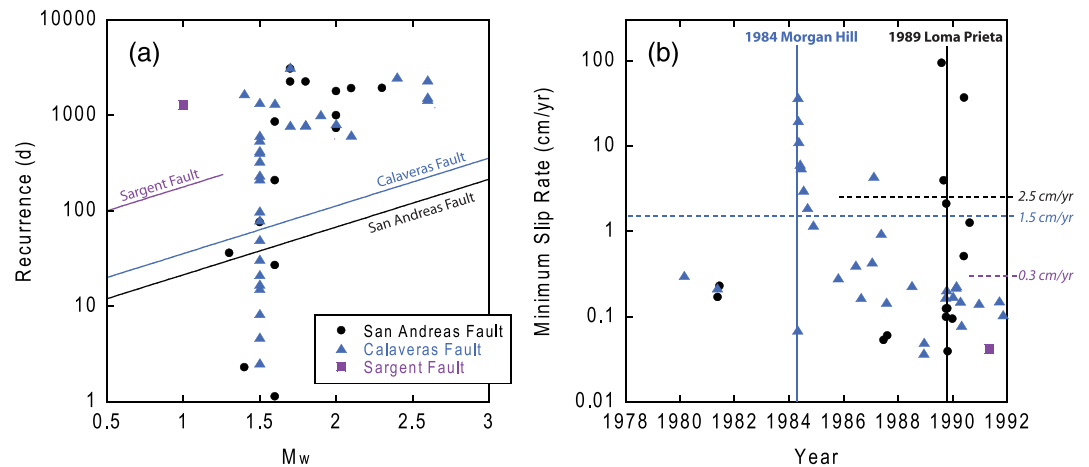 (a)
10000
1000
100
10
1
Recurrence (d)
Sargent Fault
Calaveras Fault
San Andreas Fault
San Andreas Fault
Calaveras Fault
Sargent Fault
0.5 1 1.5 2 2.5 3
Mw
1984 Morgan Hill 1989 Loma Prieta
(b)
100
10
1
0.1
0.01
Minimum Slip Rate (cm/yr)
2.5 cm/yr
1.5 cm/yr
0.3 cm/yr
1978 1980 1982 1984 1986 1988 1990 1992
Year